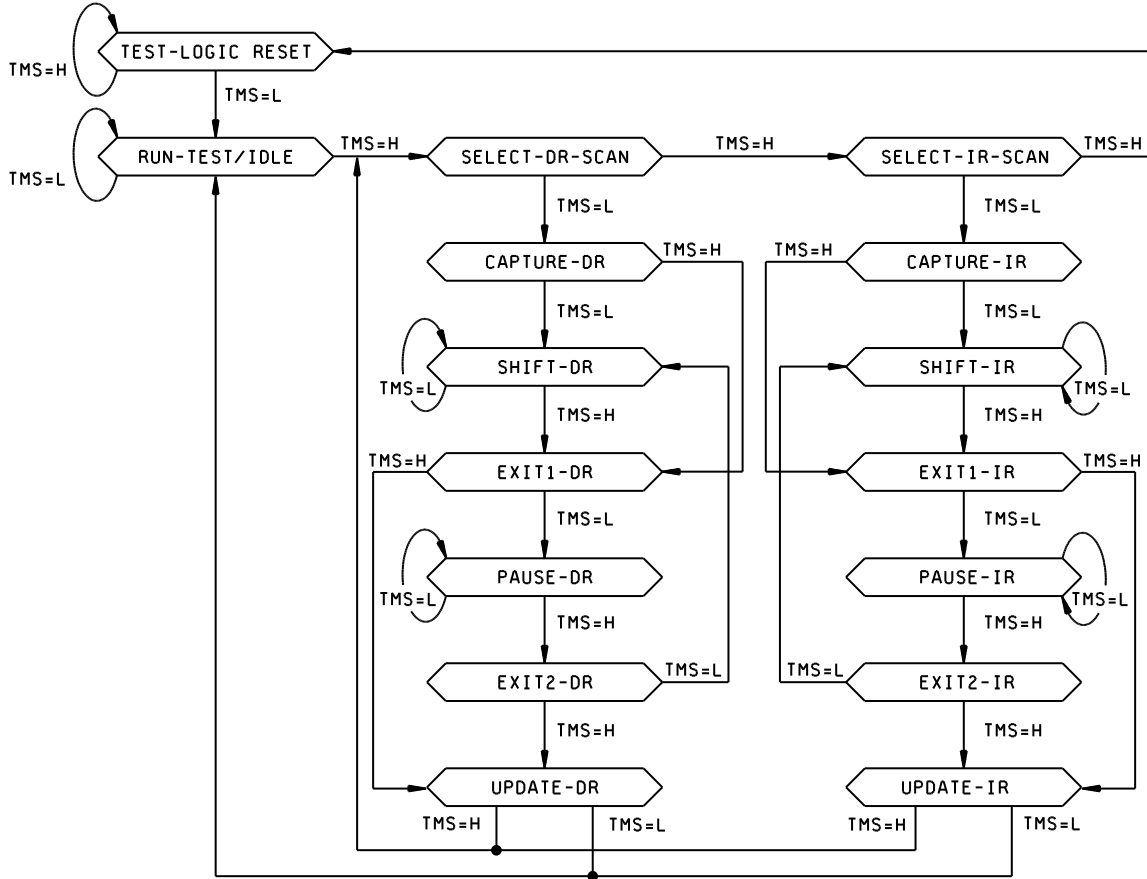 TEST-LOGIC RESET
TMS=H
TMS=L
RUN-TEST/IDLE
TMS=H
SELECT-DR-SCAN
TMS=H
SELECT-IR-SCAN
TMS=H
TMS=L
TMS=L
TMS=L
CAPTURE-DR
TMS=H
TMS=H
CAPTURE-IR
TMS=L
TMS=L
SHIFT-DR
SHIFT-IR
TMS=L
TMS=L
TMS=H
TMS=H
TMS=H
EXIT1-DR
EXIT1-IR
TMS=H
TMS=L
TMS=L
PAUSE-DR
PAUSE-IR
TMS=L
TMS=L
TMS=H
TMS=H
EXIT2-DR
TMS=L
TMS=L
EXIT2-IR
TMS=H
TMS=H
UPDATE-DR
UPDATE-IR
TMS=H
TMS=L
TMS=H
TMS=L